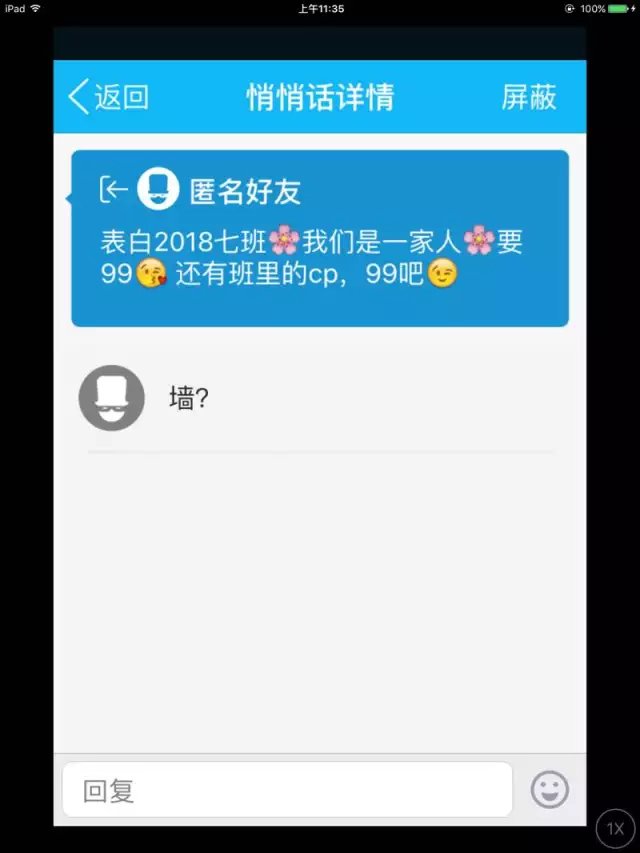 iPad 上午11:35 100%
返回 悄悄话详情 屏蔽
匿名好友
表白2018七班🌸我们是一家人🌸要
99😘 还有班里的cp，99吧😉
墙?
回复
1X